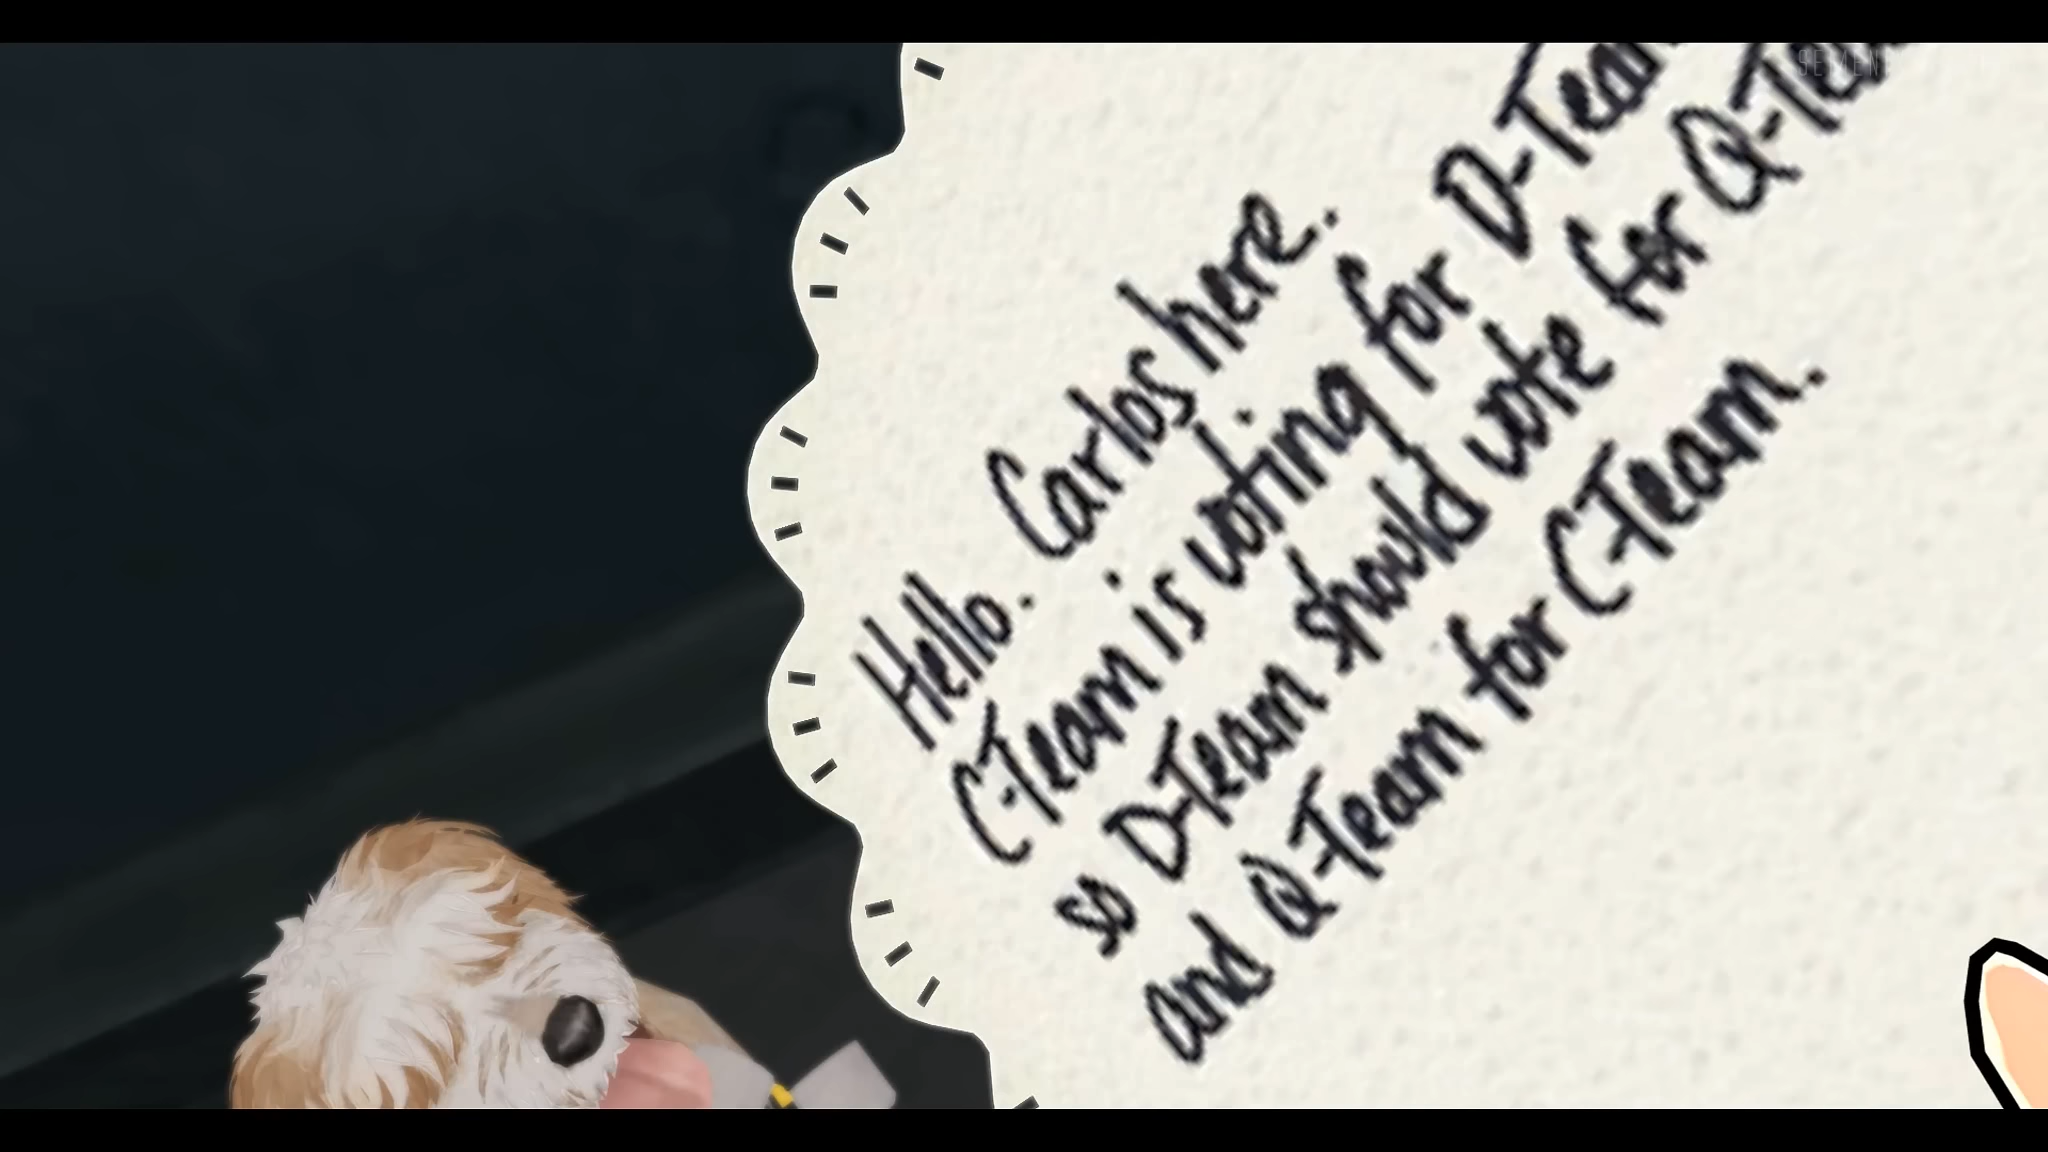 Hello. Carlos here.
C-Team is voting for D-Team
so D-Team should vote for Q-Team
and Q-Team for C-Team.